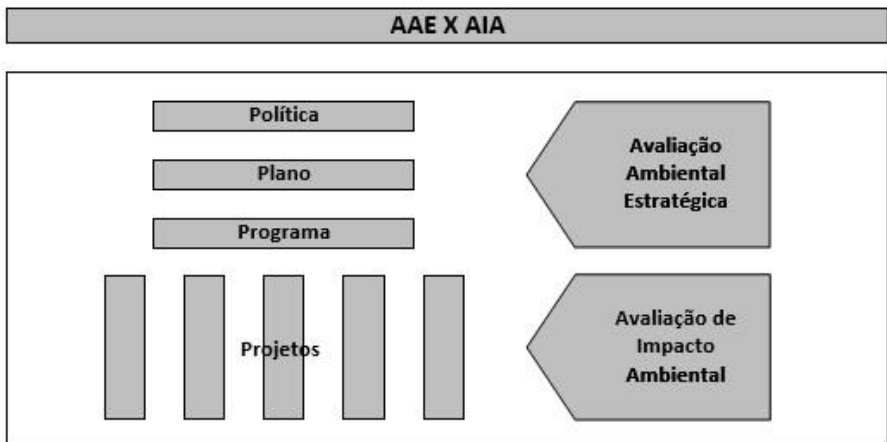 AAE X AIA
Política
Plano
Programa
Projetos
Avaliação
Ambiental
Estratégica
Avaliação de
Impacto
Ambiental